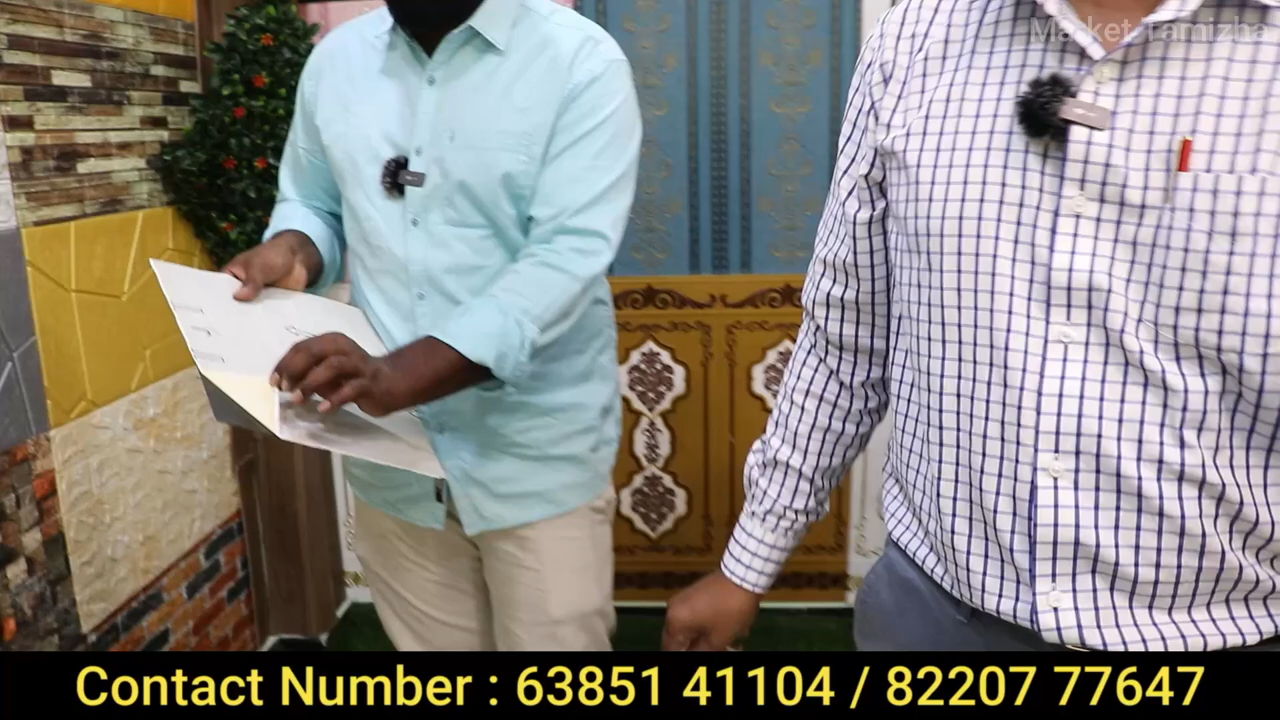 Market Tamizha
Contact Number : 63851 41104 / 82207 77647